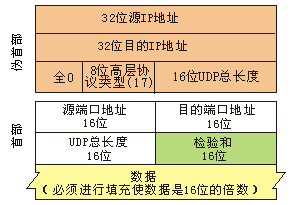 伪首部
32位源IP地址
32位目的IP地址
全0
8位高层协
议类型(17)
16位UDP总长度
首部
源端口地址
16位
目的端口地址
16位
UDP总长度
16位
检验和
16位
数据
(必须进行填充使数据是16位的倍数)